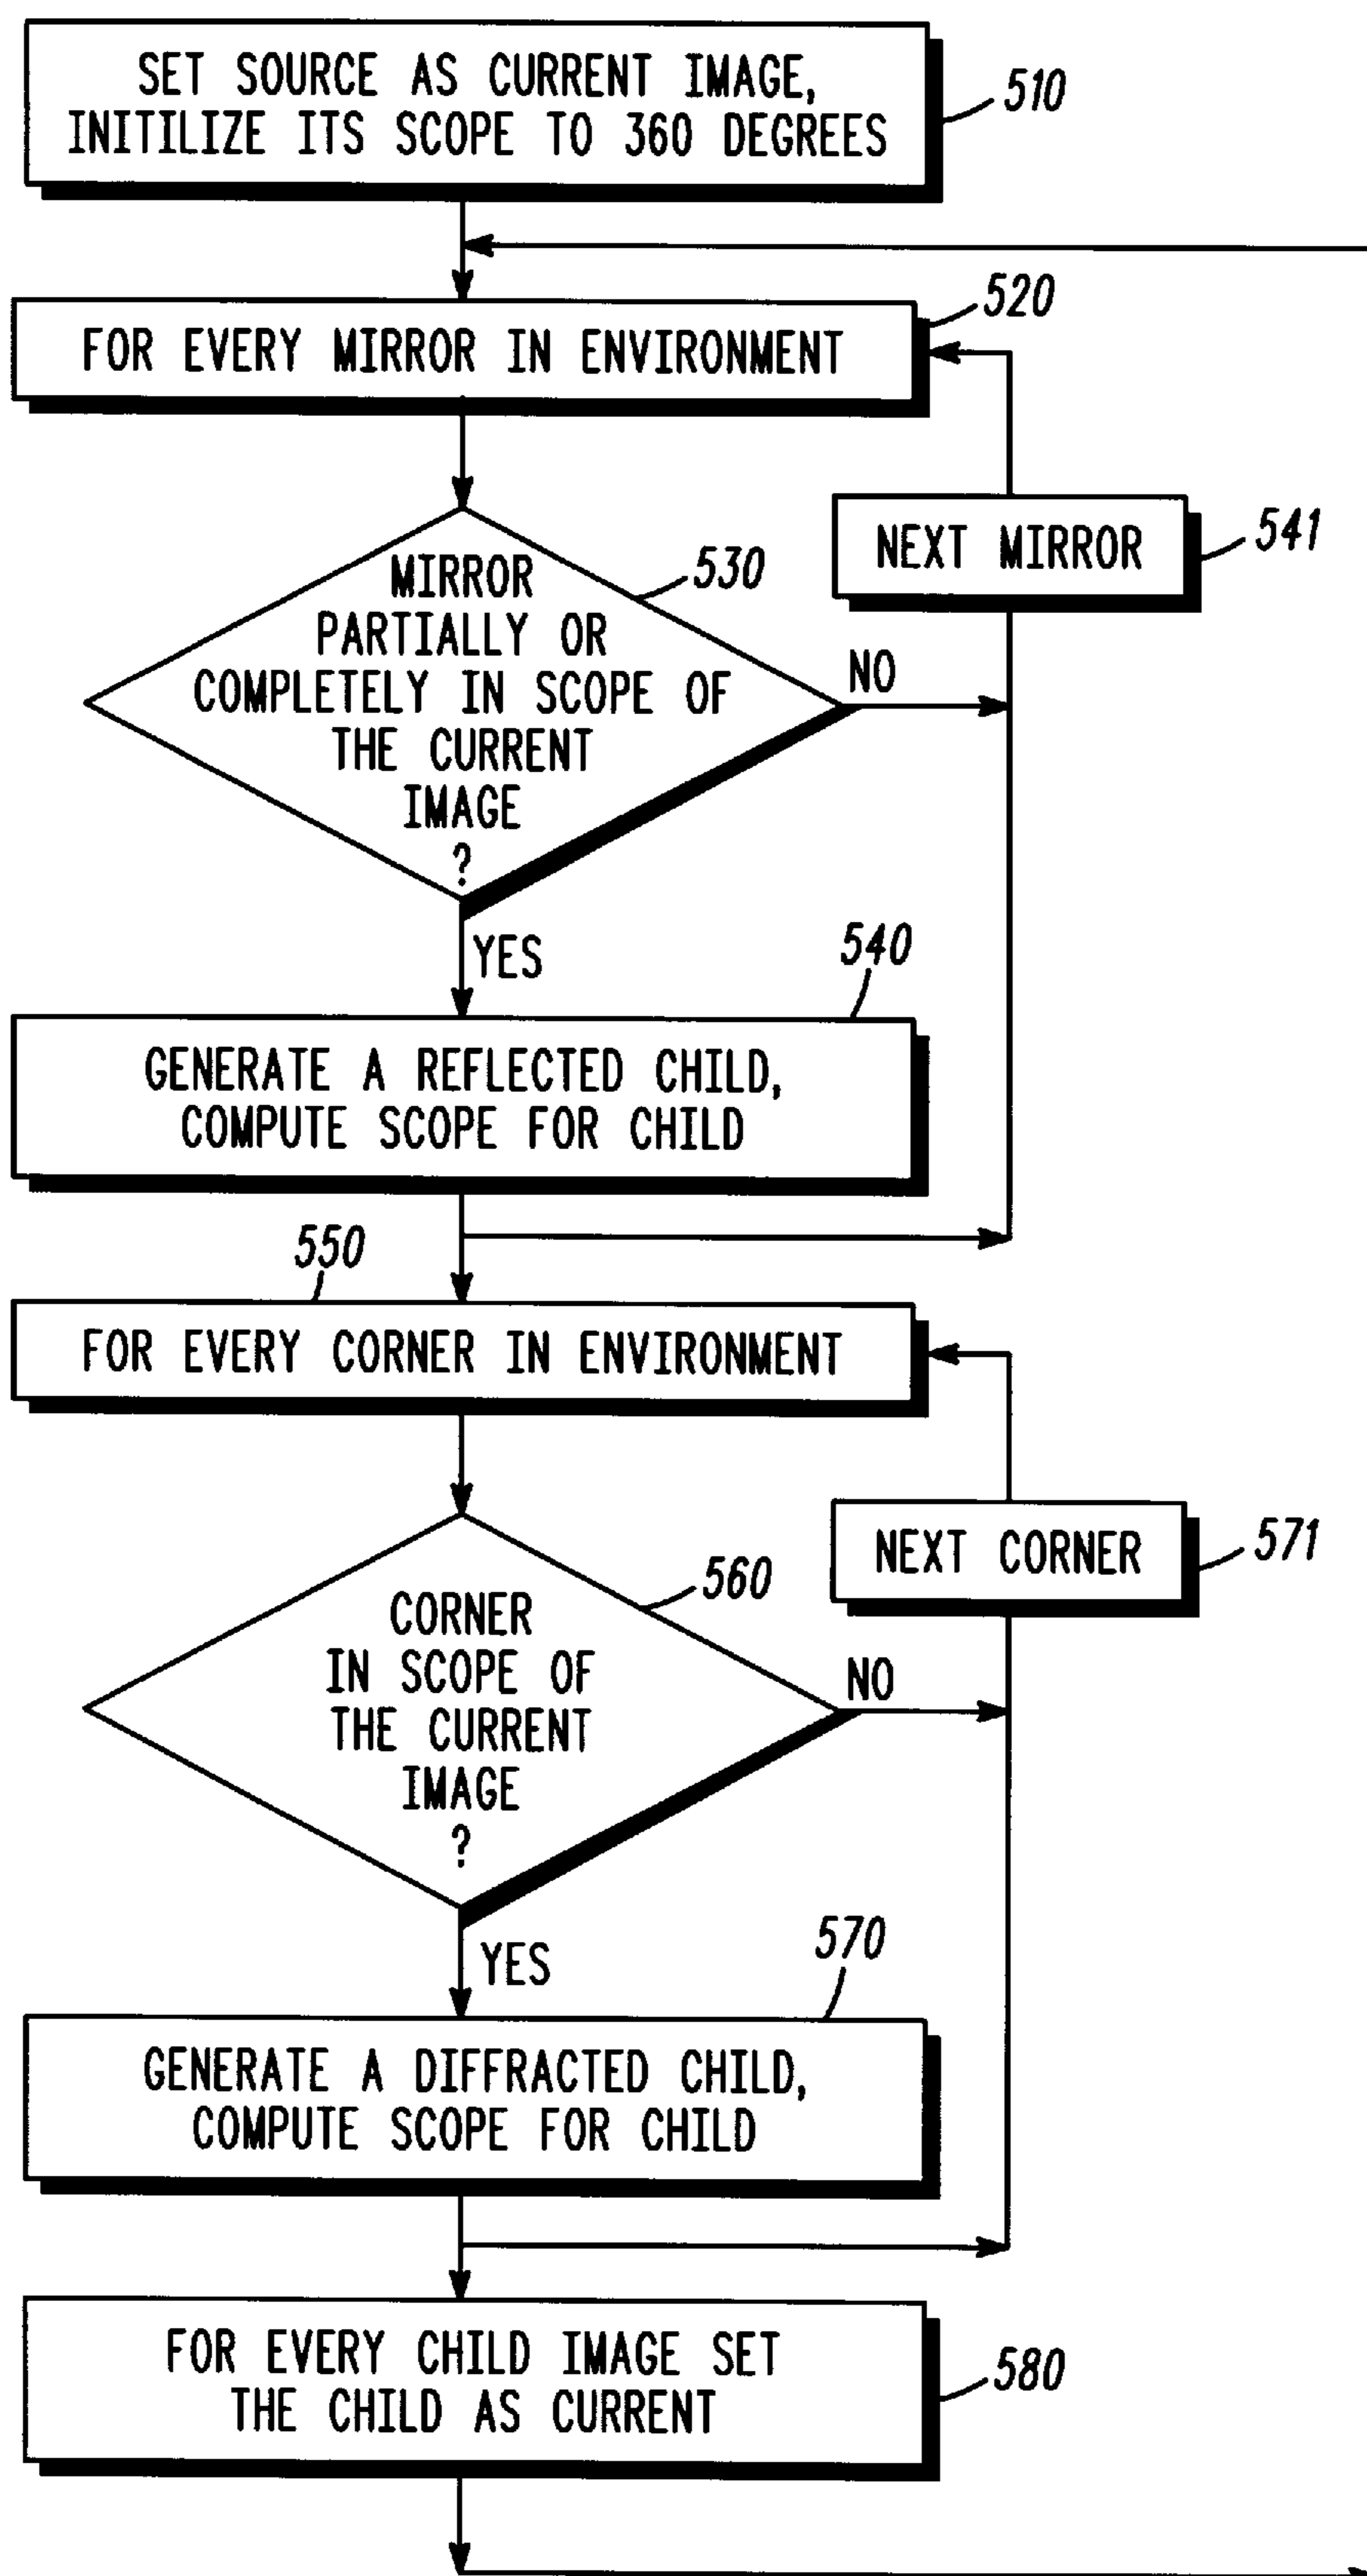 SET SOURCE AS CURRENT IMAGE,
INITILIZE ITS SCOPE TO 360 DEGREES
510
FOR EVERY MIRROR IN ENVIRONMENT
520
NEXT MIRROR
541
MIRROR
PARTIALLY OR
COMPLETELY IN SCOPE OF
THE CURRENT
IMAGE
?
530
NO
YES
540
GENERATE A REFLECTED CHILD,
COMPUTE SCOPE FOR CHILD
550
FOR EVERY CORNER IN ENVIRONMENT
NEXT CORNER
571
CORNER
IN SCOPE OF
THE CURRENT
IMAGE
?
560
NO
YES
570
GENERATE A DIFFRACTED CHILD,
COMPUTE SCOPE FOR CHILD
FOR EVERY CHILD IMAGE SET
THE CHILD AS CURRENT
580